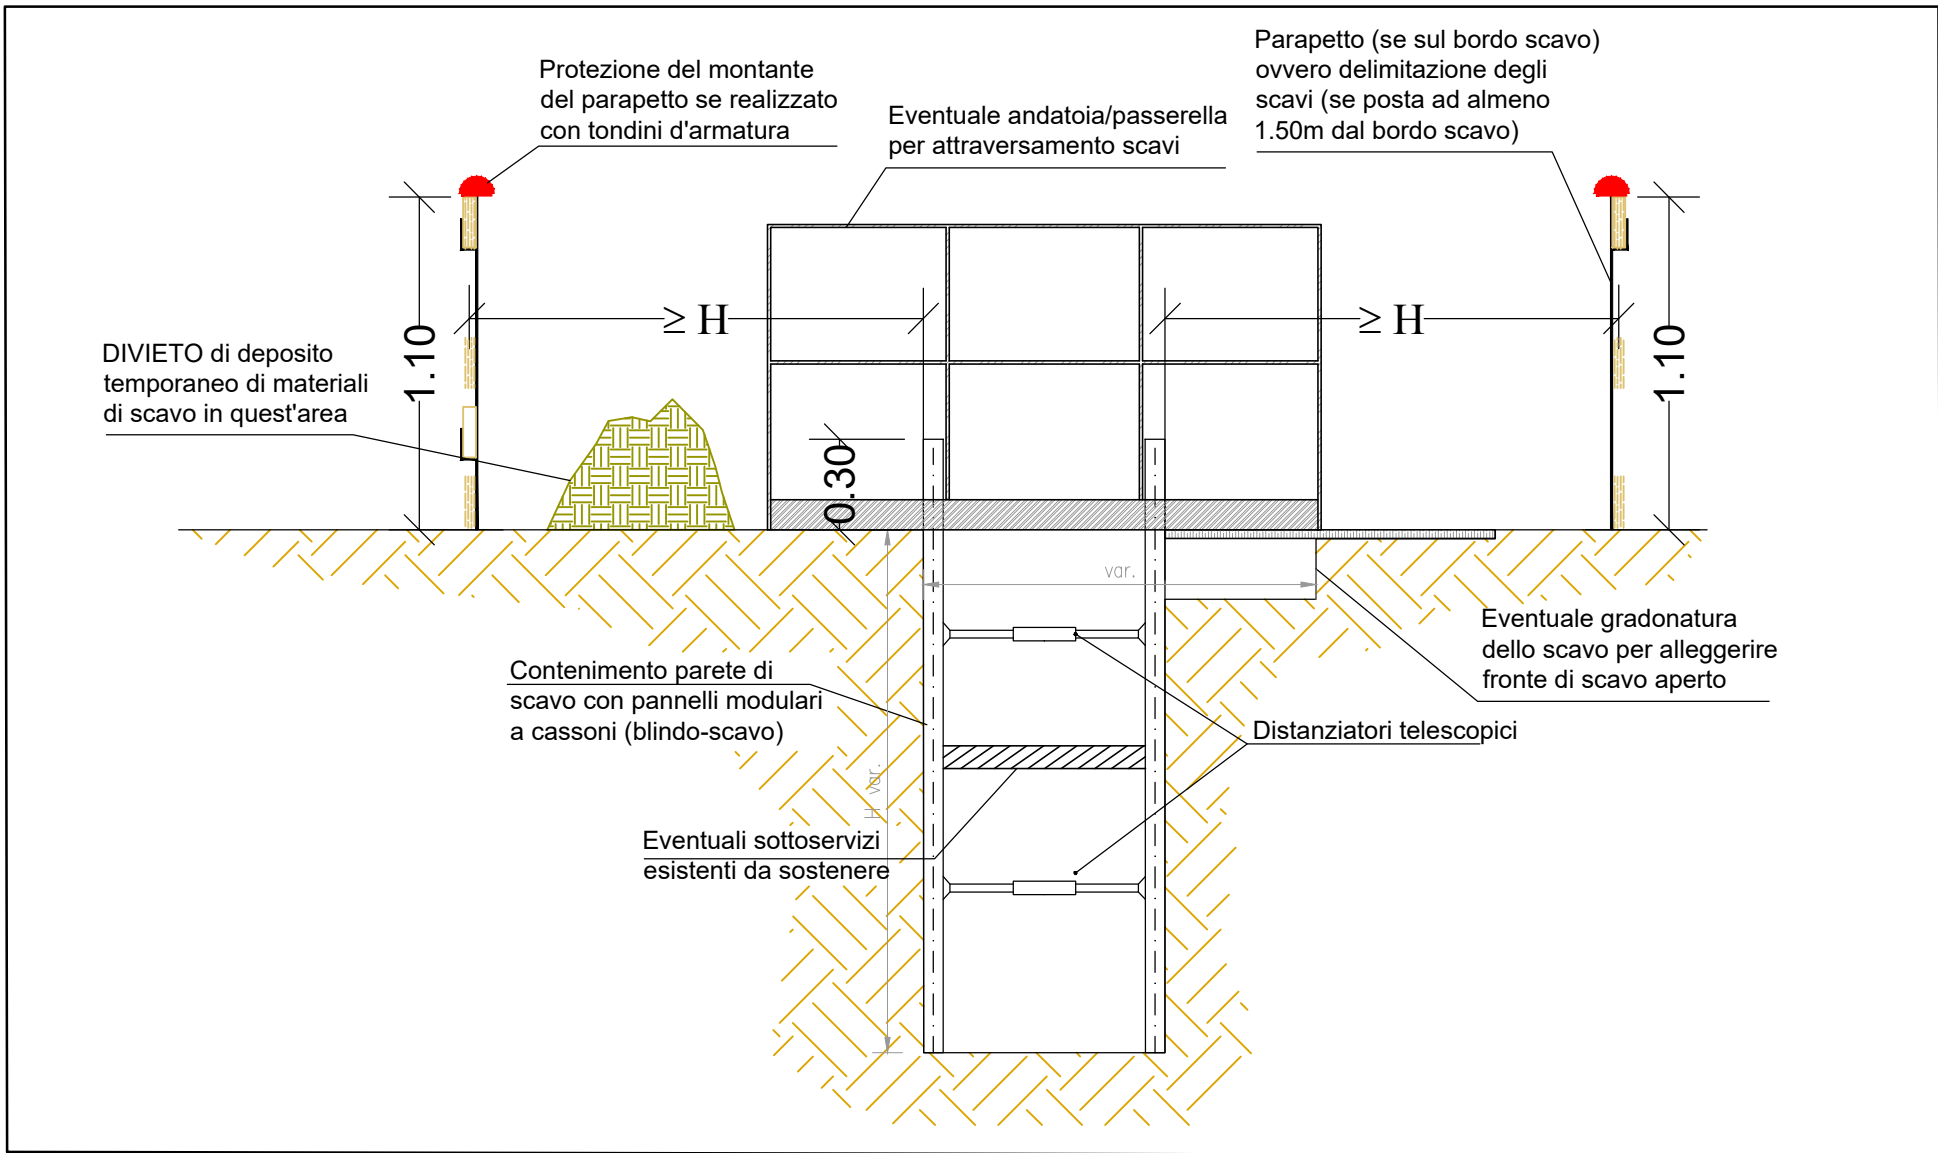 Protezione del montante
del parapetto se realizzato
con tondini d'armatura
Eventuale andatoia/passerella
per attraversamento scavi
Parapetto (se sul bordo scavo)
ovvero delimitazione degli
scavi (se posta ad almeno
1.50m dal bordo scavo)
≥ H
≥ H
1.10
1.10
DIVIETO di deposito
temporaneo di materiali
di scavo in quest'area
0.30
var.
H var.
Contenimento parete di
scavo con pannelli modulari
a cassoni (blindo-scavo)
Eventuale gradonatura
dello scavo per alleggerire
fronte di scavo aperto
Distanziatori telescopici
Eventuali sottoservizi
esistenti da sostenere